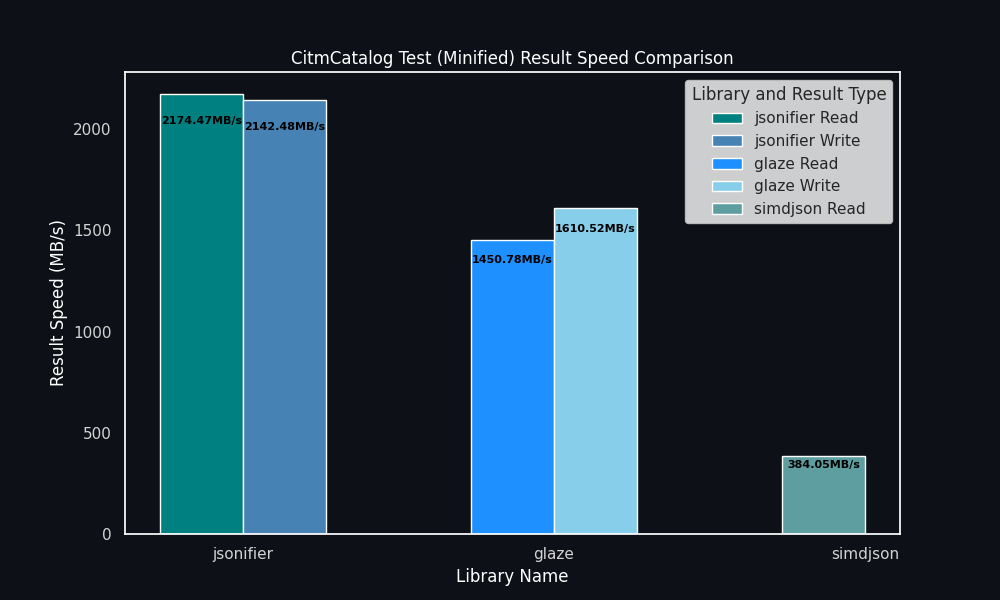 CitmCatalog Test (Minified) Result Speed Comparison
Result Speed (MB/s)
2000
1500
1000
500
0
2174.47MB/s
2142.48MB/s
1450.78MB/s
1610.52MB/s
384.05MB/s
Library and Result Type
jsonifier Read
jsonifier Write
glaze Read
glaze Write
simdjson Read
jsonifier
glaze
simdjson
Library Name